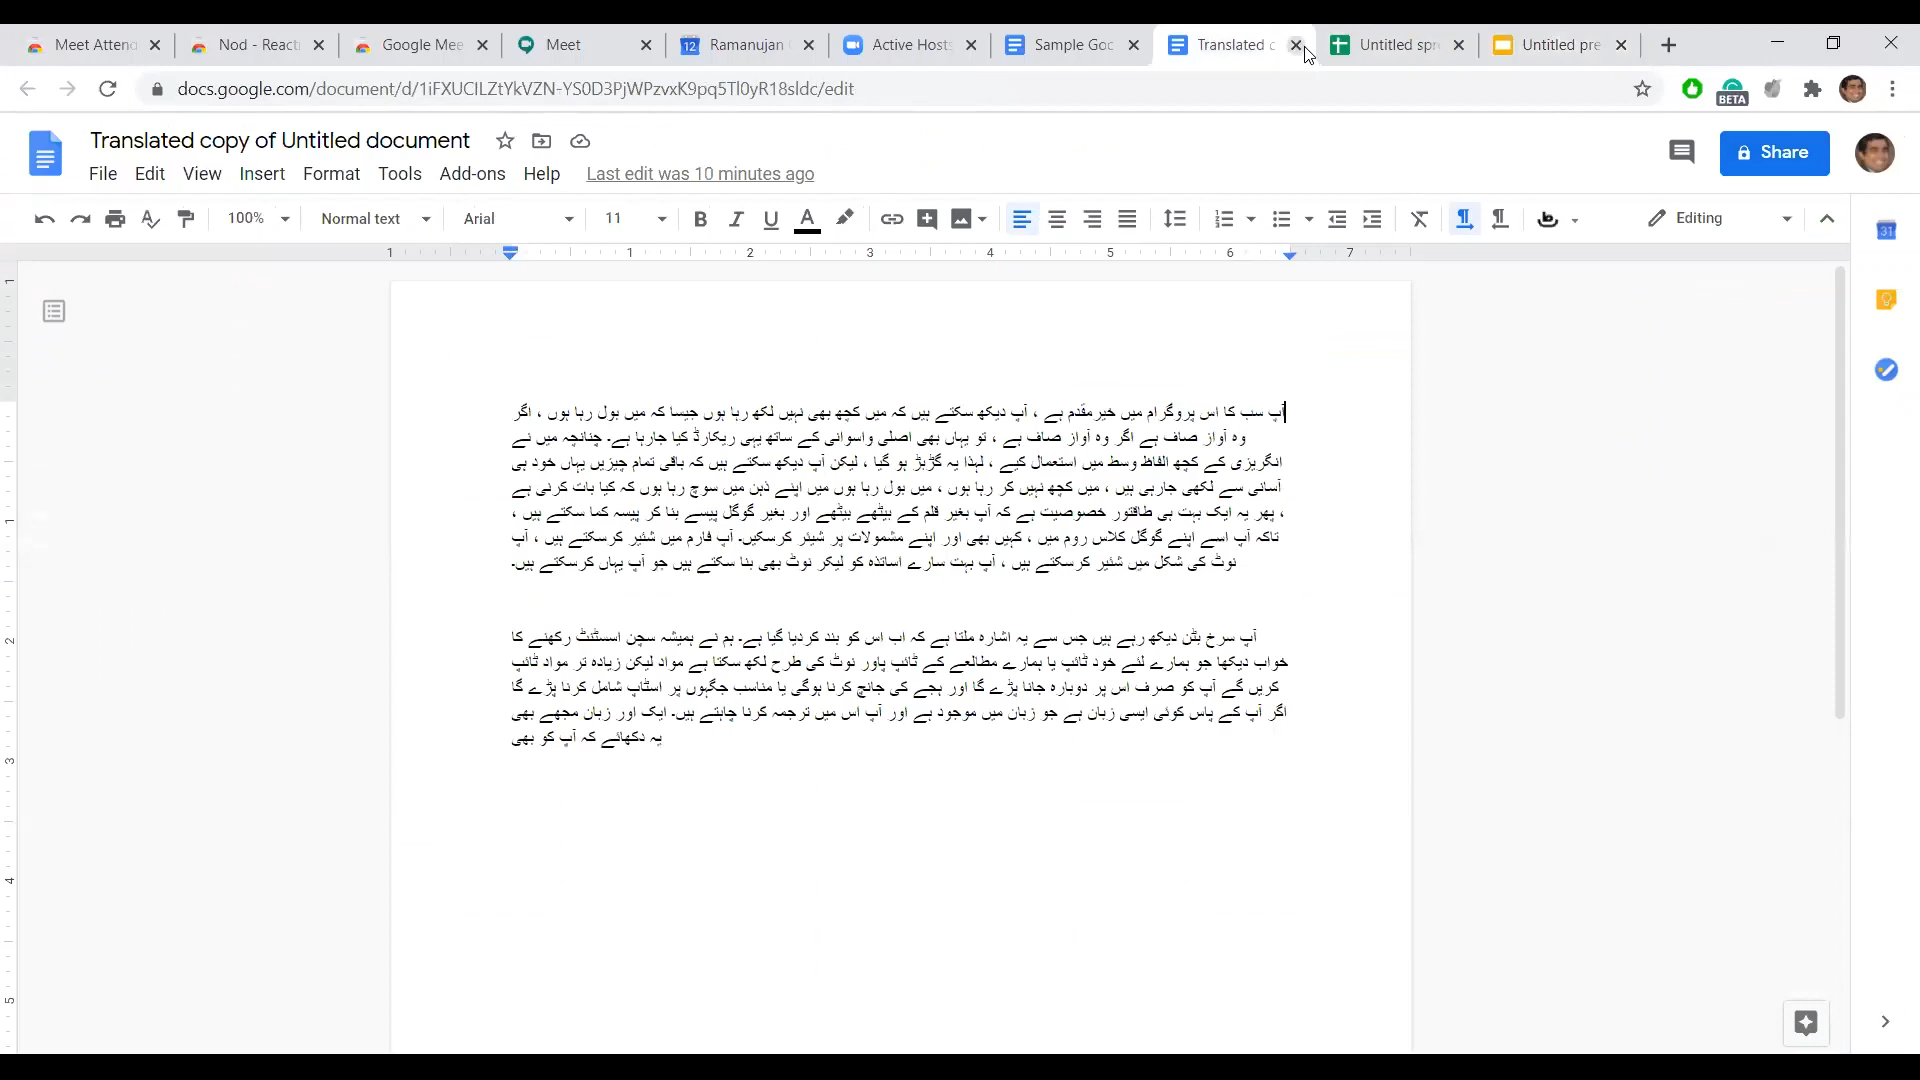 Meet Attend
Nod - React
Google Mee
Meet
Ramanujan
Active Hosts
Sample Goo
Translated c
Untitled spr
Untitled pre
docs.google.com/document/d/1iFXUCILZtYkVZN-YS0D3PjWPzvxK9pq5Tl0yR18sldc/edit
BETA
Translated copy of Untitled document
Share
File Edit View Insert Format Tools Add-ons Help Last edit was 10 minutes ago
100% Normal text Arial 11 Editing
1 1 2 3 4 5 6 7
آپ سب کا اس پروگرام میں خیرمقدم ہے ، آپ دیکھ سکتے ہیں کہ میں کچھ بھی نہیں لکھ رہا ہوں جیسا کہ میں بول رہا ہوں ، اگر
وہ آواز صاف ہے اگر وہ آواز صاف ہے ، تو یہاں بھی اصلی واسوانی کے ساتھ یہی ریکارڈ کیا جارہا ہے۔ چنانچہ میں نے
انگریزی کے کچھ الفاظ وسط میں استعمال کیے ، لہذا یہ گڑبڑ ہو گیا ، لیکن آپ دیکھ سکتے ہیں کہ باقی تمام چیزیں یہاں خود ہی
آسانی سے لکھی جارہی ہیں ، میں کچھ نہیں کر رہا ہوں ، میں بول رہا ہوں میں اپنے ذہن میں سوچ رہا ہوں کہ کیا بات کرنی ہے
، پھر یہ ایک بہت ہی طاقتور خصوصیت ہے کہ آپ بغیر قلم کے بیٹھے بیٹھے اور بغیر گوگل پیسے بنا کر پیسہ کما سکتے ہیں ،
تاکہ آپ اسے اپنے گوگل کلاس روم میں ، کہیں بھی اور اپنے مشمولات پر شیئر کرسکیں۔ آپ فارم میں شئیر کرسکتے ہیں ، آپ
نوٹ کی شکل میں شئیر کرسکتے ہیں ، آپ بہت سارے اساتذہ کو لیکر نوٹ بھی بنا سکتے ہیں جو آپ یہاں کرسکتے ہیں۔
آپ سرخ بٹن دیکھ رہے ہیں جس سے یہ اشارہ ملتا ہے کہ اب اس کو بند کردیا گیا ہے۔ ہم نے ہمیشہ سچن اسسٹنٹ رکھنے کا
خواب دیکھا جو ہمارے لئے خود ٹائپ یا ہمارے مطالعے کے ٹائپ پاور نوٹ کی طرح لکھ سکتا ہے مواد لیکن زیادہ تر مواد ٹائپ
کریں گے آپ کو صرف اس پر دوبارہ جانا پڑے گا اور ہجے کی جانچ کرنا ہوگی یا مناسب جگہوں پر اسٹاپ شامل کرنا پڑے گا
اگر آپ کے پاس کوئی ایسی زبان ہے جو زبان میں موجود ہے اور آپ اس میں ترجمہ کرنا چاہتے ہیں۔ ایک اور زبان مجھے بھی
یہ دکھائے کہ آپ کو بھی